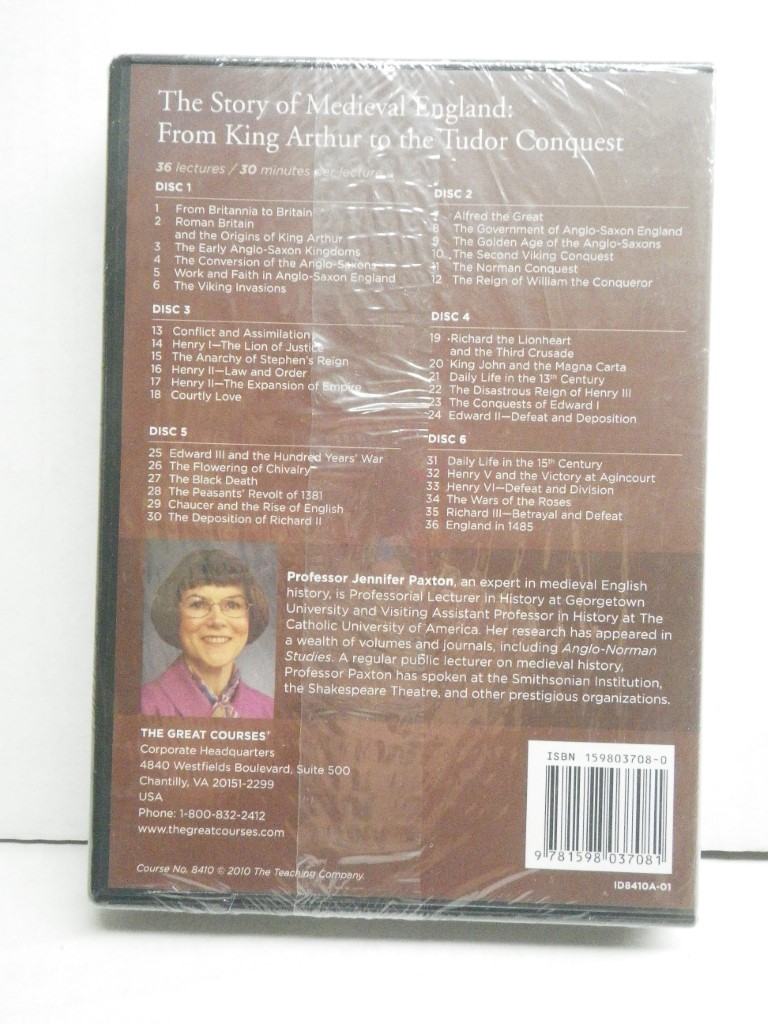 The Story of Medieval England:
From King Arthur to the Tudor Conquest
36 lectures / 30 minutes per lecture
DISC 1
1 From Britannia to Britain
2 Roman Britain
and the Origins of King Arthur
3 The Early Anglo-Saxon Kingdoms
4 The Conversion of the Anglo-Saxons
5 Work and Faith in Anglo-Saxon England
6 The Viking Invasions
DISC 2
7 Alfred the Great
8 The Government of Anglo-Saxon England
9 The Golden Age of the Anglo-Saxons
10 The Second Viking Conquest
11 The Norman Conquest
12 The Reign of William the Conqueror
DISC 3
13 Conflict and Assimilation
14 Henry I—The Lion of Justice
15 The Anarchy of Stephen's Reign
16 Henry II—Law and Order
17 Henry II—The Expansion of Empire
18 Courtly Love
DISC 4
19 Richard the Lionheart
and the Third Crusade
20 King John and the Magna Carta
21 Daily Life in the 13th Century
22 The Disastrous Reign of Henry III
23 The Conquests of Edward I
24 Edward II—Defeat and Deposition
DISC 5
25 Edward III and the Hundred Years' War
26 The Flowering of Chivalry
27 The Black Death
28 The Peasants' Revolt of 1381
29 Chaucer and the Rise of English
30 The Deposition of Richard II
DISC 6
31 Daily Life in the 15th Century
32 Henry V and the Victory at Agincourt
33 Henry VI—Defeat and Division
34 The Wars of the Roses
35 Richard III—Betrayal and Defeat
36 England in 1485
Professor Jennifer Paxton, an expert in medieval English
history, is Professorial Lecturer in History at Georgetown
University and Visiting Assistant Professor in History at The
Catholic University of America. Her research has appeared in
a wealth of volumes and journals, including Anglo-Norman
Studies. A regular public lecturer on medieval history,
Professor Paxton has spoken at the Smithsonian Institution,
the Shakespeare Theatre, and other prestigious organizations.
THE GREAT COURSES®
Corporate Headquarters
4840 Westfields Boulevard, Suite 500
Chantilly, VA 20151-2299
USA
Phone: 1-800-832-2412
www.thegreatcourses.com
Course No. 8410 © 2010 The Teaching Company.
ISBN 159803708-0
9 781598 037081
ID8410A-01